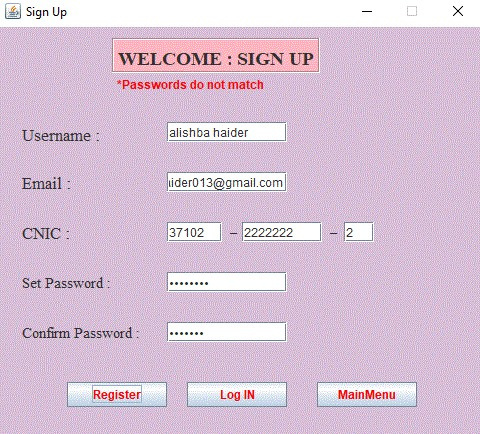 Sign Up
WELCOME : SIGN UP
*Passwords do not match
Username : alishba haider
Email : aider013@gmail.com
CNIC : 37102 – 2222222 – 2
Set Password : ••••••••
Confirm Password : •••••••
Register Log IN MainMenu